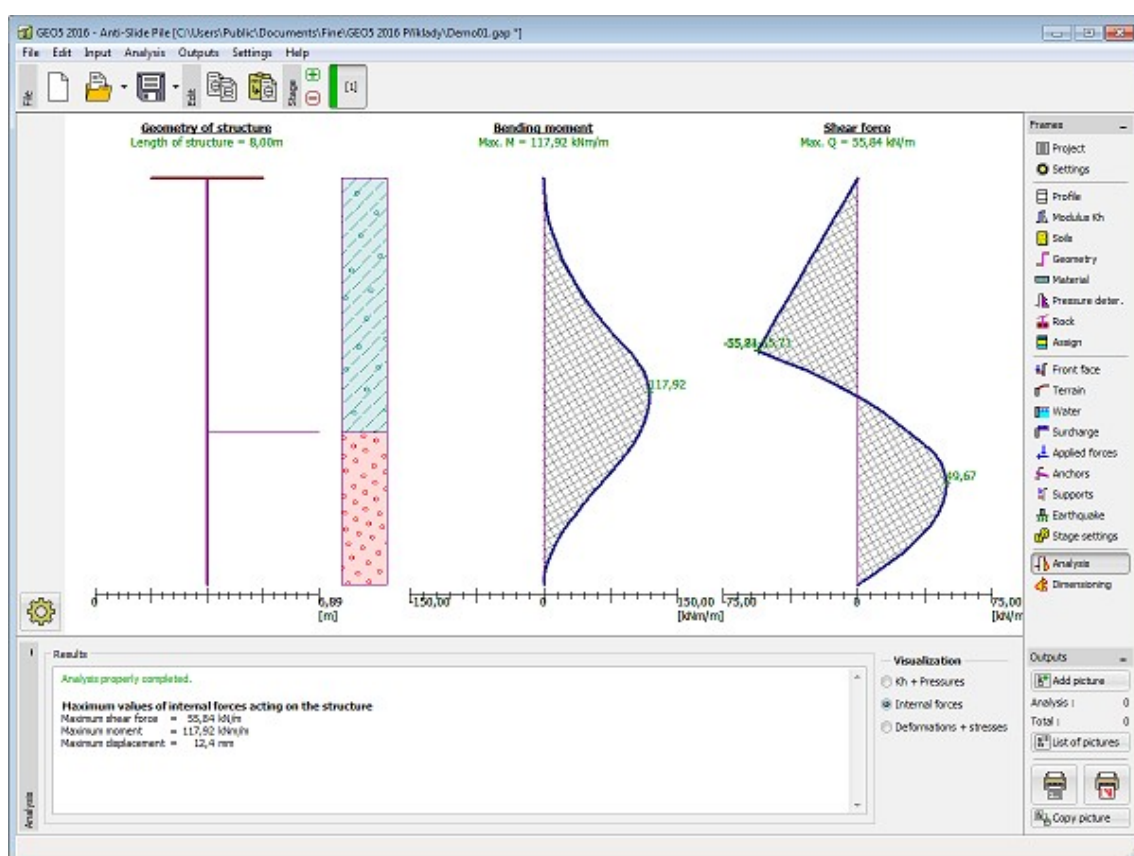 GEO5 2016 - Anti-Slide Pile [C:\Users\Public\Documents\Fine\GEO5 2016 Příklady\Demo01.gap *]
File Edit Input Analysis Outputs Settings Help
File
Edit
Stage
[1]
Geometry of structure
Length of structure = 8,00m
Bending moment
Max. M = 117,92 kNm/m
Shear force
Max. Q = 55,84 kN/m
-55,84
117,92
49,67
0
6,89
[m]
-150,00
0
150,00
[kNm/m]
-75,00
0
75,00
[kN/m
Frames
Project
Settings
Profile
Modulus Kh
Soils
Geometry
Material
Pressure deter.
Rock
Assign
Front face
Terrain
Water
Surcharge
Applied forces
Anchors
Supports
Earthquake
Stage settings
Analysis
Dimensioning
Analysis
Results
Analysis properly completed.
Maximum values of internal forces acting on the structure
Maximum shear force = 55,84 kN/m
Maximum moment = 117,92 kNm/m
Maximum displacement = 12,4 mm
Visualization
Kh + Pressures
Internal forces
Deformations + stresses
Outputs
Add picture
Analysis : 0
Total : 0
List of pictures
Copy picture